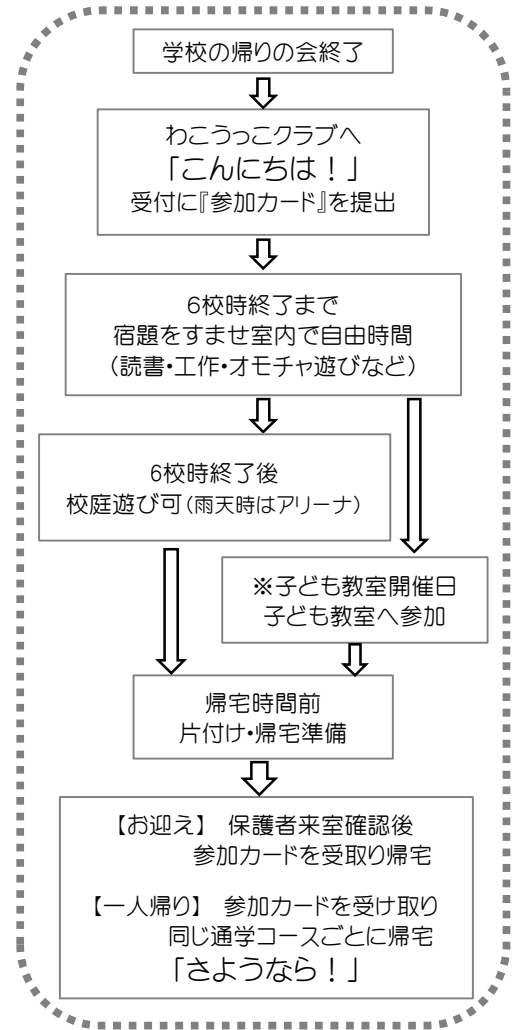 学校の帰りの会終了
わこうっこクラブへ
「こんにちは！」
受付に『参加カード』を提出
6校時終了まで
宿題をすませ室内で自由時間
（読書・工作・オモチャ遊びなど）
6校時終了後
校庭遊び可（雨天時はアリーナ）
※子ども教室開催日
子ども教室へ参加
帰宅時間前
片付け・帰宅準備
【お迎え】 保護者来室確認後
参加カードを受取り帰宅
【一人帰り】 参加カードを受け取り
同じ通学コースごとに帰宅
「さようなら！」